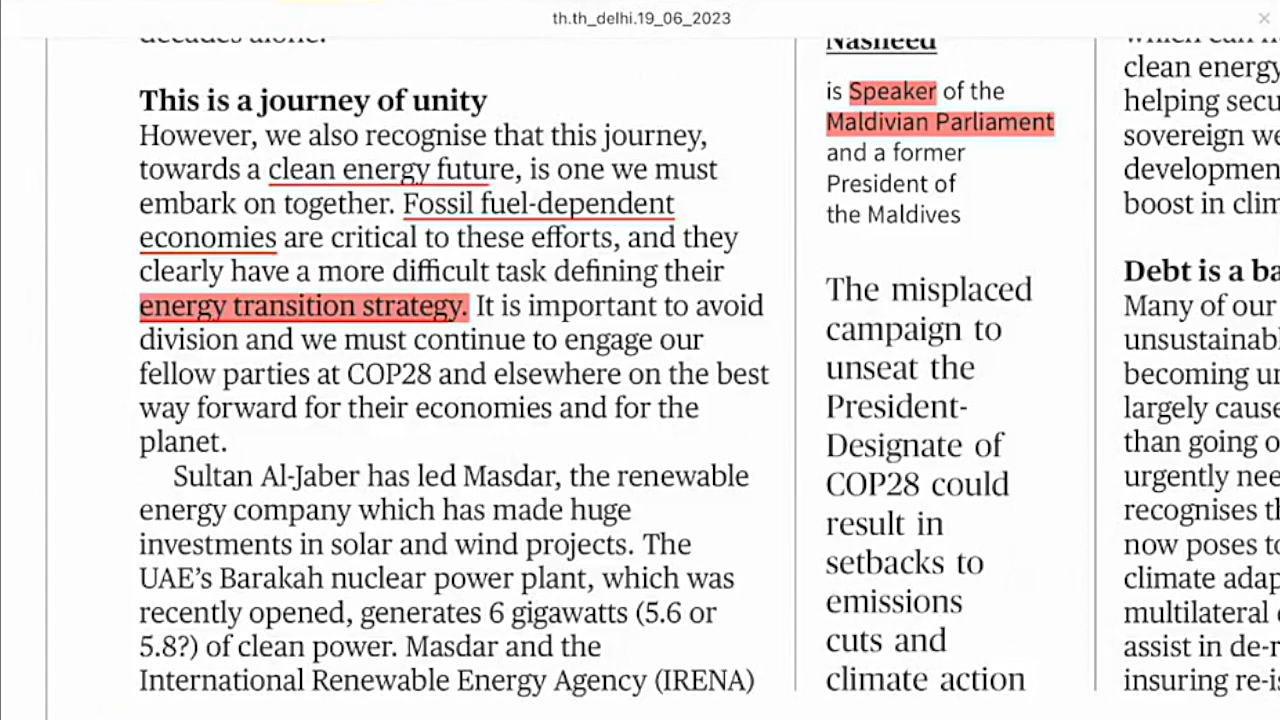 th.th_delhi.19_06_2023
decades alone.
This is a journey of unity
However, we also recognise that this journey,
towards a clean energy future, is one we must
embark on together. Fossil fuel-dependent
economies are critical to these efforts, and they
clearly have a more difficult task defining their
energy transition strategy. It is important to avoid
division and we must continue to engage our
fellow parties at COP28 and elsewhere on the best
way forward for their economies and for the
planet.
Sultan Al-Jaber has led Masdar, the renewable
energy company which has made huge
investments in solar and wind projects. The
UAE’s Barakah nuclear power plant, which was
recently opened, generates 6 gigawatts (5.6 or
5.8?) of clean power. Masdar and the
International Renewable Energy Agency (IRENA)
Nasheed
is Speaker of the
Maldivian Parliament
and a former
President of
the Maldives
The misplaced
campaign to
unseat the
President-
Designate of
COP28 could
result in
setbacks to
emissions
cuts and
climate action
which can
clean energy
helping secu
sovereign we
developmen
boost in clim
Debt is a ba
Many of our
unsustainabl
becoming un
largely cause
than going o
urgently nee
recognises th
now poses to
climate adap
multilateral
assist in de-r
insuring re-is